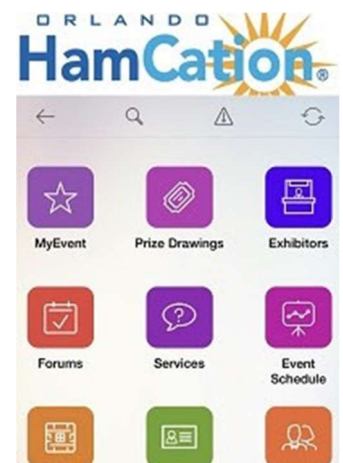 ORLANDO
HamCation®
MyEvent
Prize Drawings
Exhibitors
Forums
Services
Event
Schedule